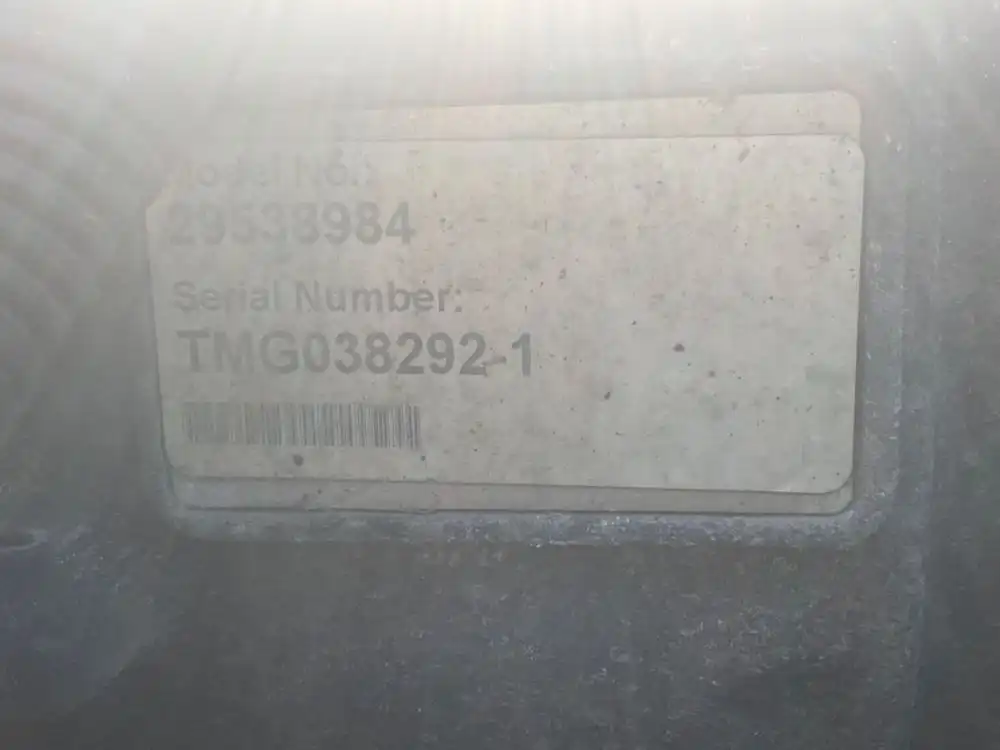 Model No.:
29538984
Serial Number:
TMG038292-1